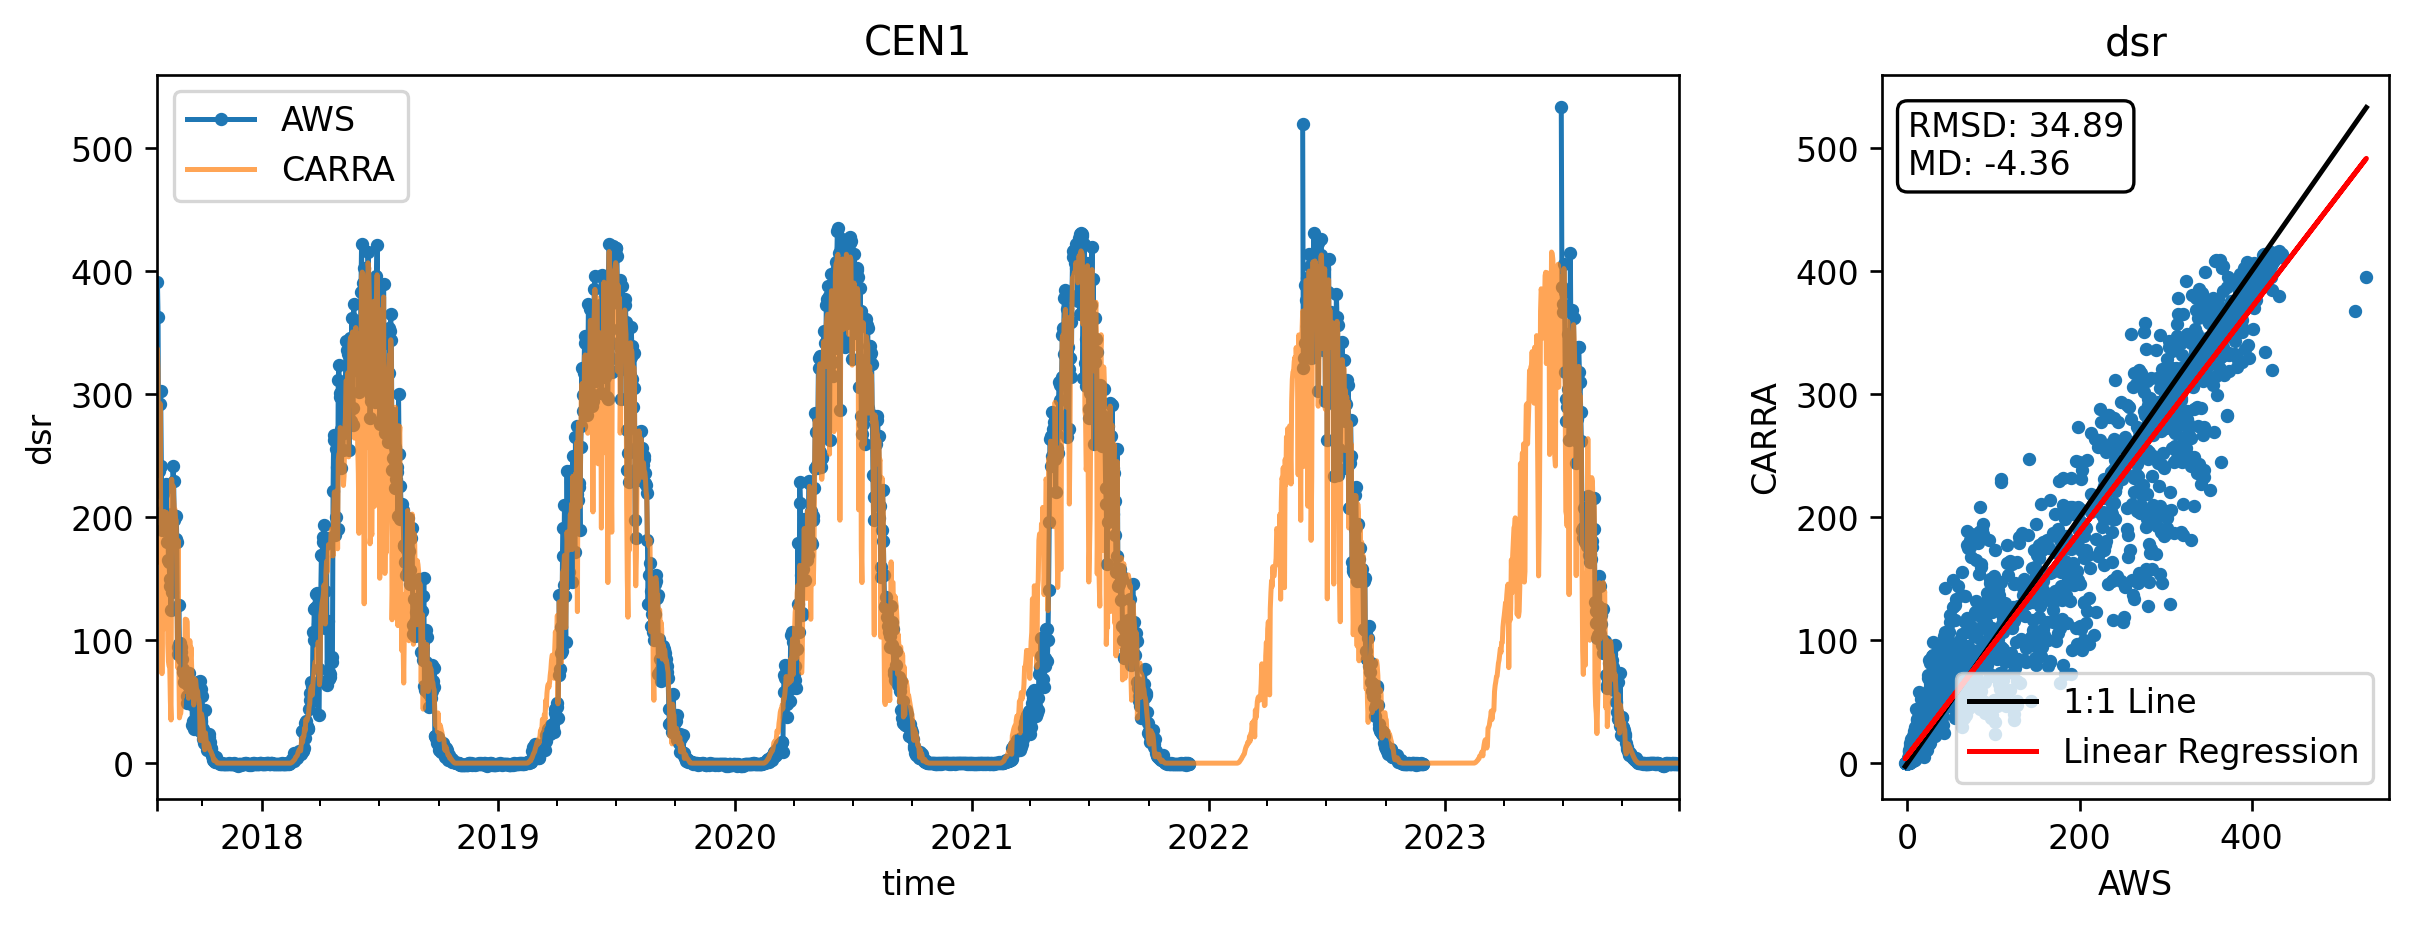 CEN1
AWS
CARRA
500
400
300
200
100
0
dsr
2018 2019 2020 2021 2022 2023
time
dsr
RMSD: 34.89
MD: -4.36
500
400
300
200
100
0
CARRA
1:1 Line
Linear Regression
0 200 400
AWS